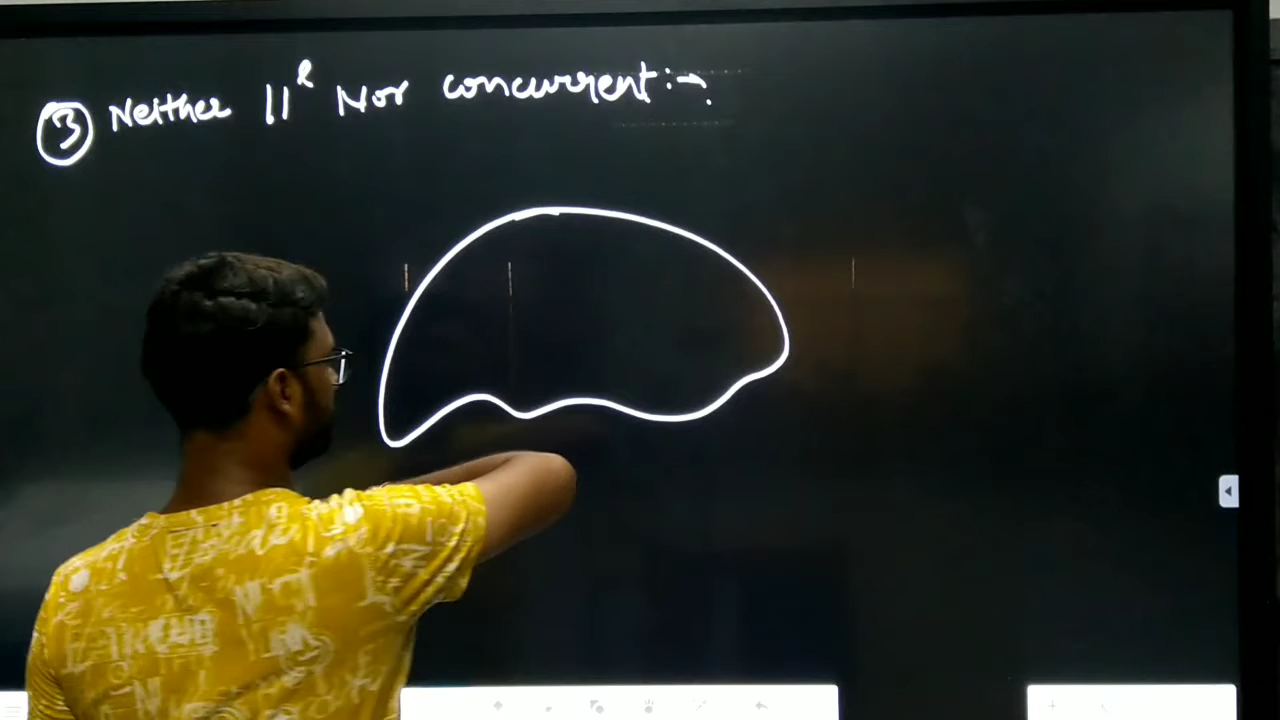 ③ Neither ||ˡ Nor concurrent:→